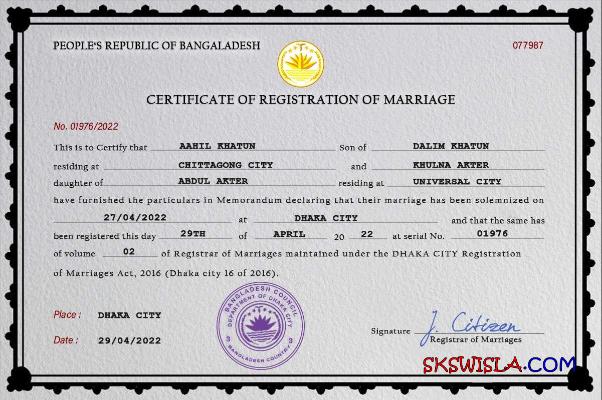 PEOPLE'S REPUBLIC OF BANGALADESH
077987
CERTIFICATE OF REGISTRATION OF MARRIAGE
No. 01976/2022
This is to Certify that AAHIL KHATUN Son of DALIM KHATUN
residing at CHITTAGONG CITY and KHULNA AKTER
daughter of ABDUL AKTER residing at UNIVERSAL CITY
have furnished the particulars in Memorandum declaring that their marriage has been solemnized on
27/04/2022 at DHAKA CITY and that the same has
been registered this day 29TH of APRIL 20 22 at serial No. 01976
of volume 02 of Registrar of Marriages maintained under the DHAKA CITY Registration
of Marriages Act, 2016 (Dhaka city 16 of 2016).
Place : DHAKA CITY
Date : 29/04/2022
BANGLADESH COUNCIL
DEPARTMENT OF DHAKA CITY
BANGLADESH COUNTRY
Signature J. Citizen
Registrar of Marriages
SKSWISLA.COM